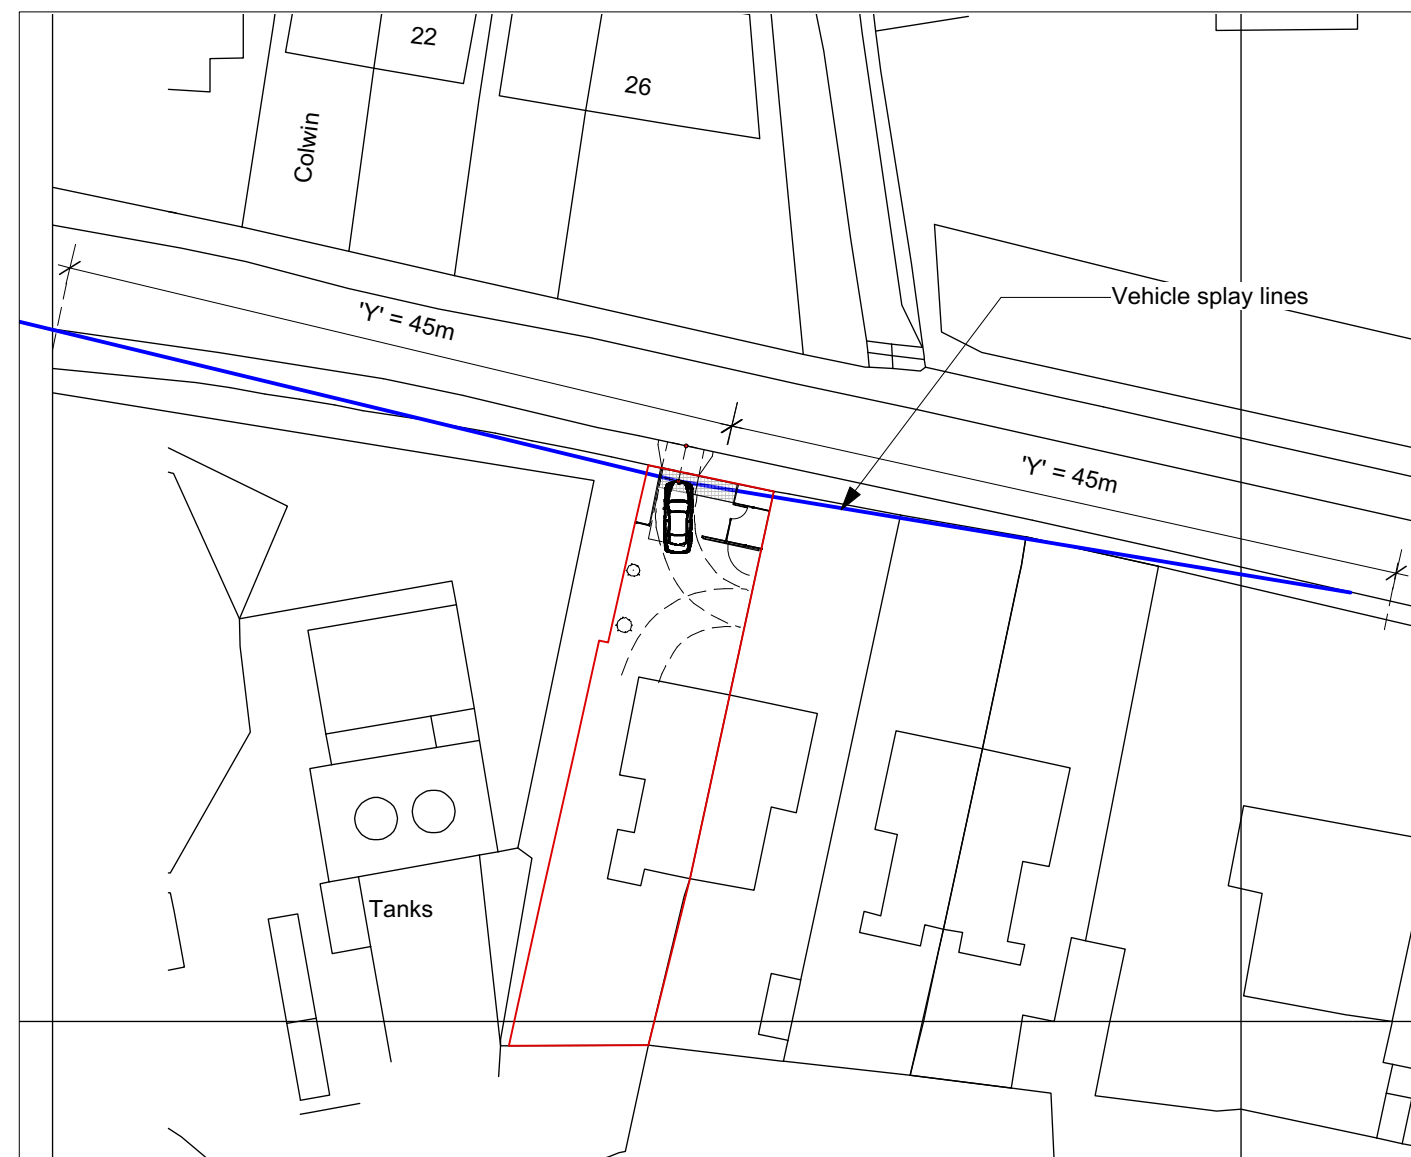 22
26
Colwin
Vehicle splay lines
'Y' = 45m
'Y' = 45m
Tanks